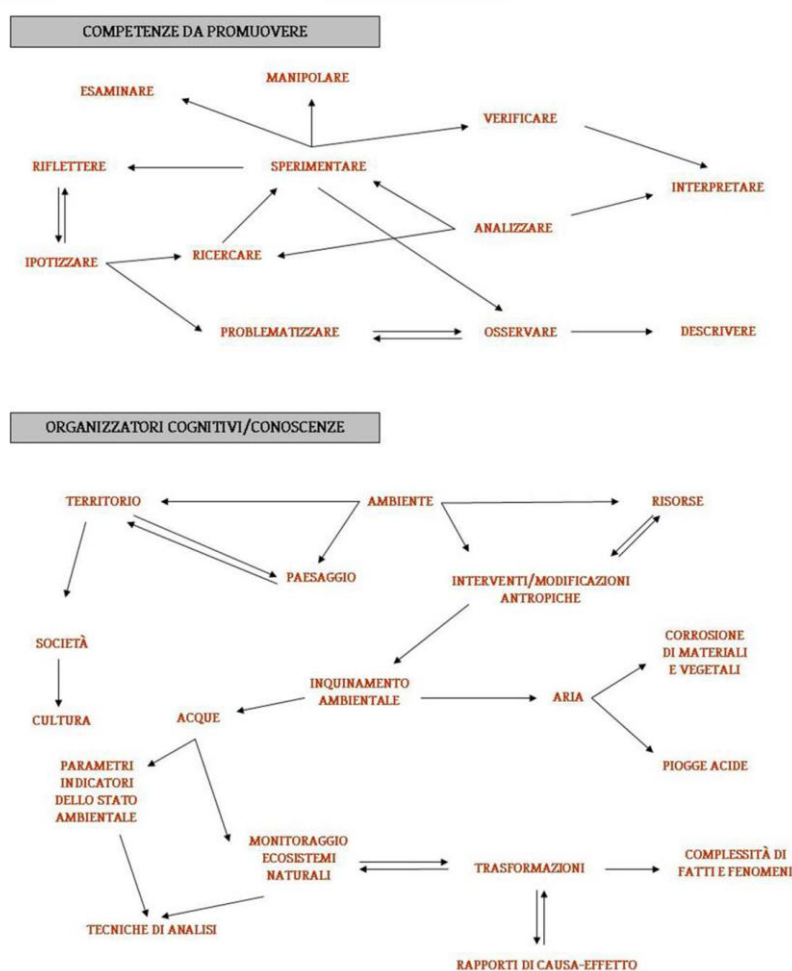 COMPETENZE DA PROMUOVERE
MANIPOLARE
ESAMINARE
VERIFICARE
RIFLETTERE
SPERIMENTARE
INTERPRETARE
ANALIZZARE
IPOTIZZARE
RICERCARE
PROBLEMATIZZARE
OSSERVARE
DESCRIVERE
ORGANIZZATORI COGNITIVI/CONOSCENZE
TERRITORIO
AMBIENTE
RISORSE
PAESAGGIO
INTERVENTI/MODIFICAZIONI
ANTROPICHE
SOCIETÀ
CORROSIONE
DI MATERIALI
E VEGETALI
INQUINAMENTO
AMBIENTALE
ARIA
CULTURA
ACQUE
PARAMETRI
INDICATORI
DELLO STATO
AMBIENTALE
PIOGGE ACIDE
MONITORAGGIO
ECOSISTEMI
NATURALI
TRASFORMAZIONI
COMPLESSITÀ DI
FATTI E FENOMENI
TECNICHE DI ANALISI
RAPPORTI DI CAUSA-EFFETTO